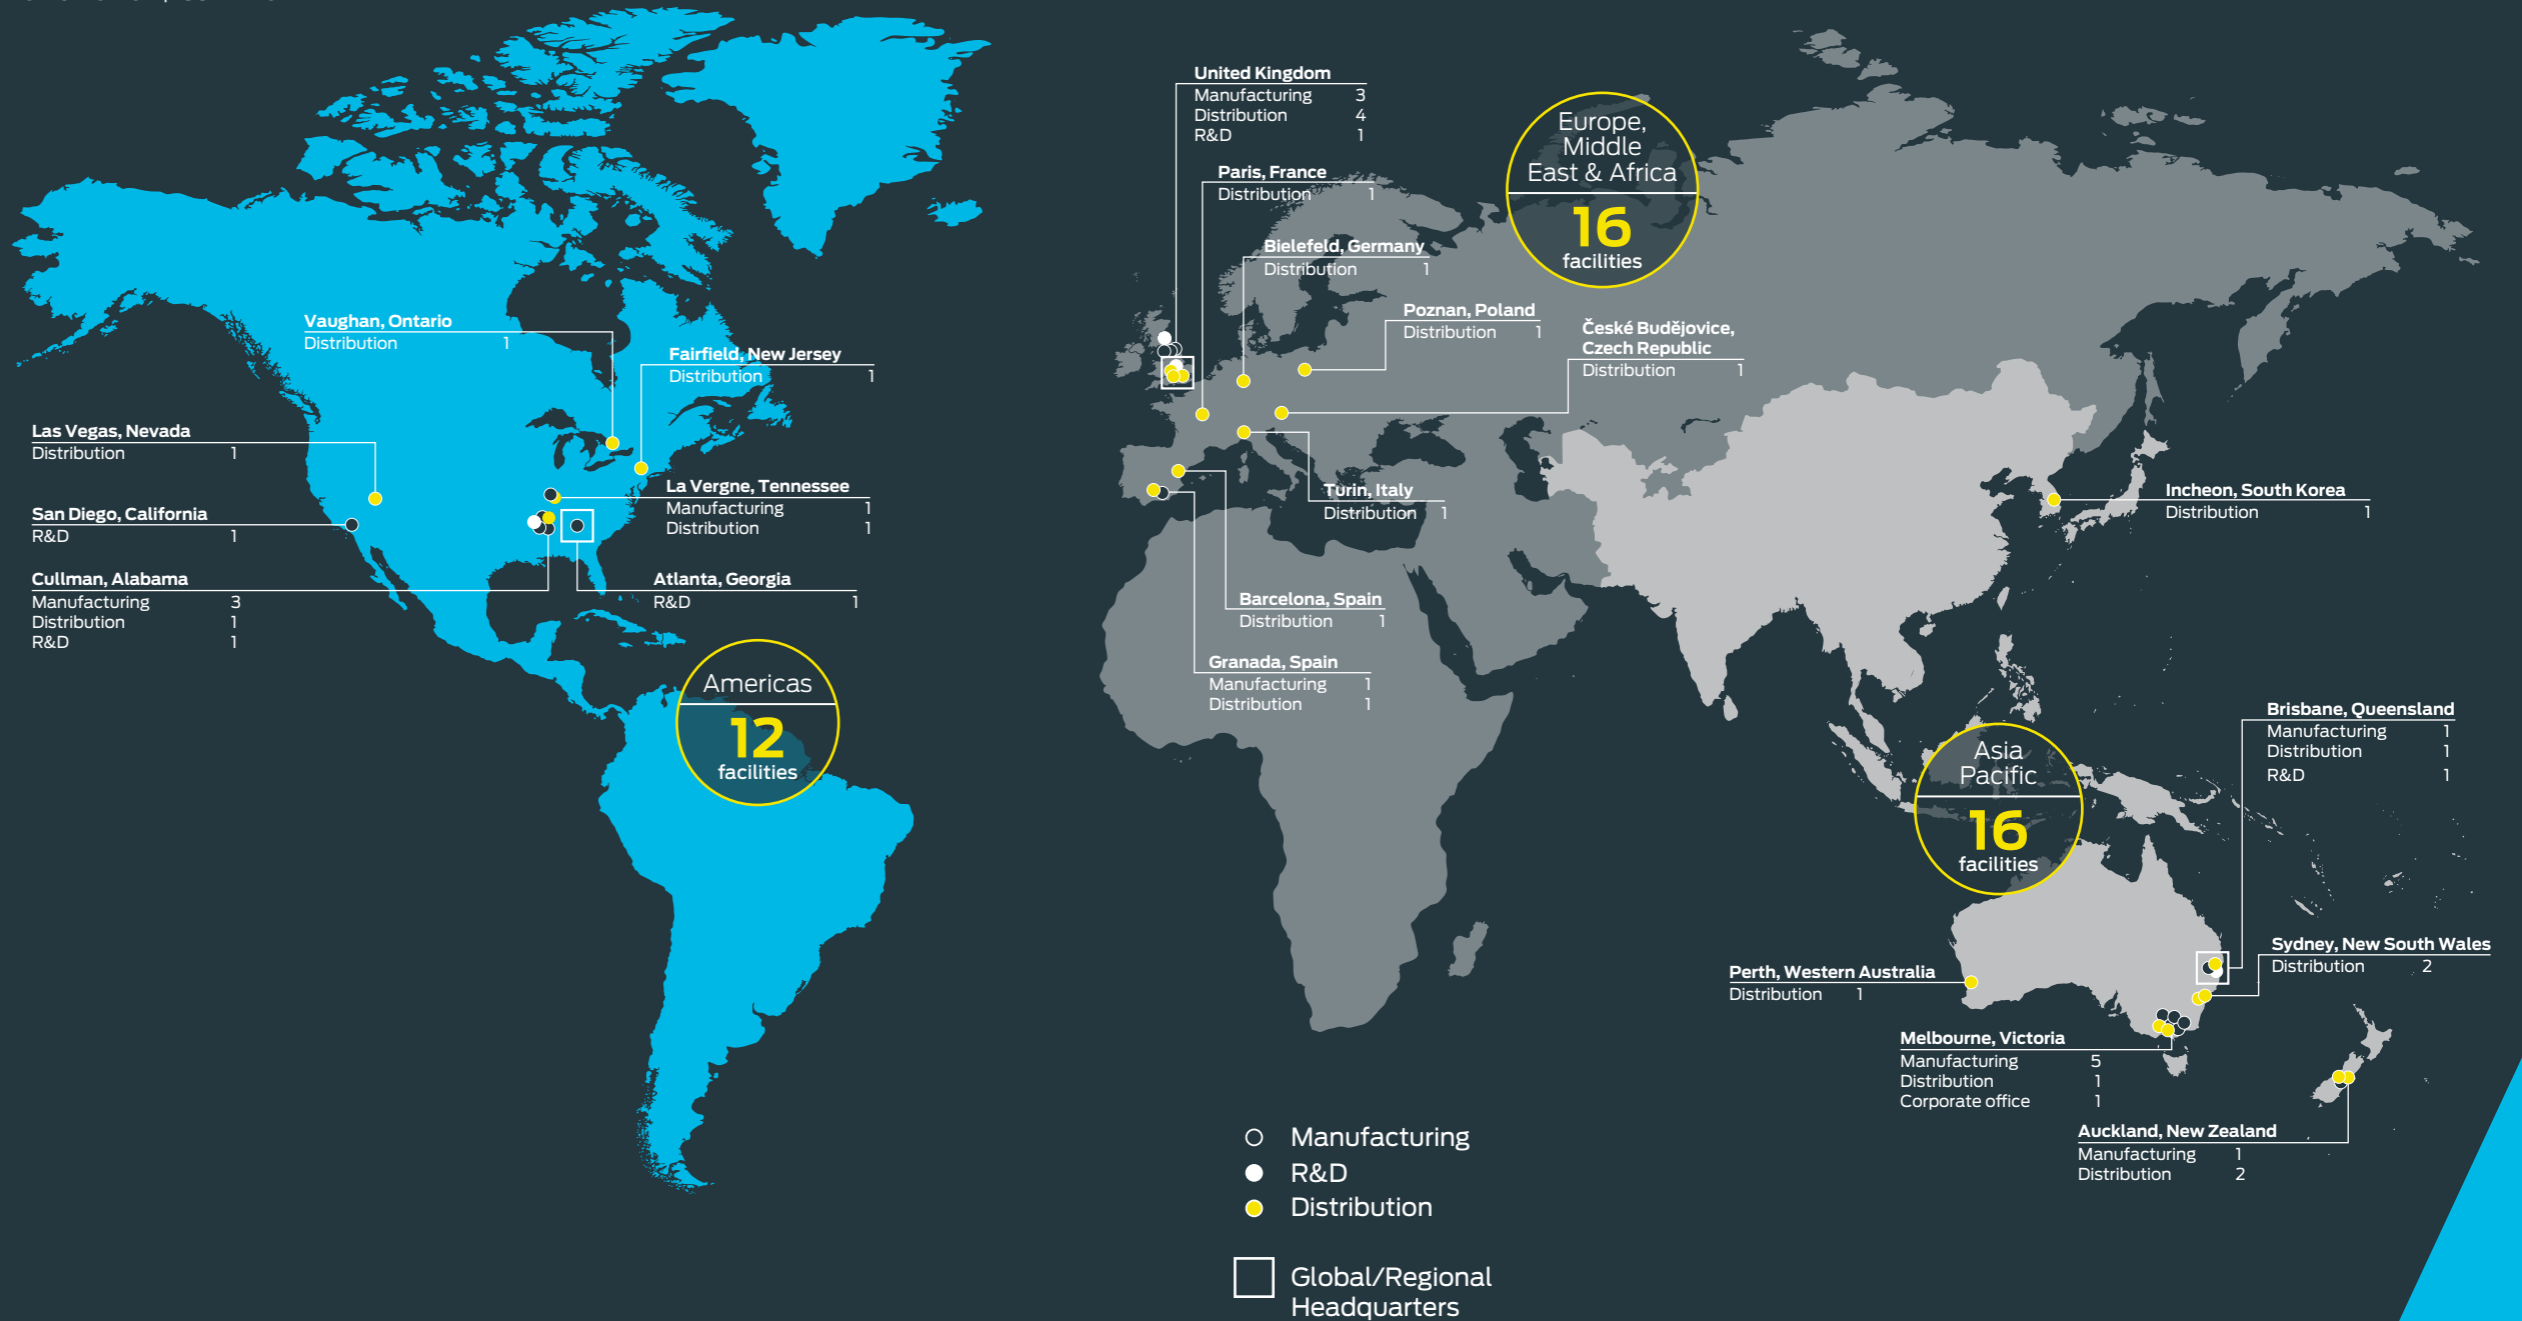 United Kingdom
Manufacturing 3
Distribution 4
R&D 1
Paris, France
Distribution 1
Bielefeld, Germany
Distribution 1
Poznan, Poland
Distribution 1
České Budějovice,
Czech Republic
Distribution 1
Europe,
Middle
East & Africa
16
facilities
Vaughan, Ontario
Distribution 1
Fairfield, New Jersey
Distribution 1
Las Vegas, Nevada
Distribution 1
San Diego, California
R&D 1
Cullman, Alabama
Manufacturing 3
Distribution 1
R&D 1
La Vergne, Tennessee
Manufacturing 1
Distribution 1
Atlanta, Georgia
R&D 1
Americas
12
facilities
Turin, Italy
Distribution 1
Barcelona, Spain
Distribution 1
Granada, Spain
Manufacturing 1
Distribution 1
Incheon, South Korea
Distribution 1
Asia
Pacific
16
facilities
Brisbane, Queensland
Manufacturing 1
Distribution 1
R&D 1
Sydney, New South Wales
Distribution 2
Perth, Western Australia
Distribution 1
Melbourne, Victoria
Manufacturing 5
Distribution 1
Corporate office 1
Auckland, New Zealand
Manufacturing 1
Distribution 2
Manufacturing
R&D
Distribution
Global/Regional
Headquarters